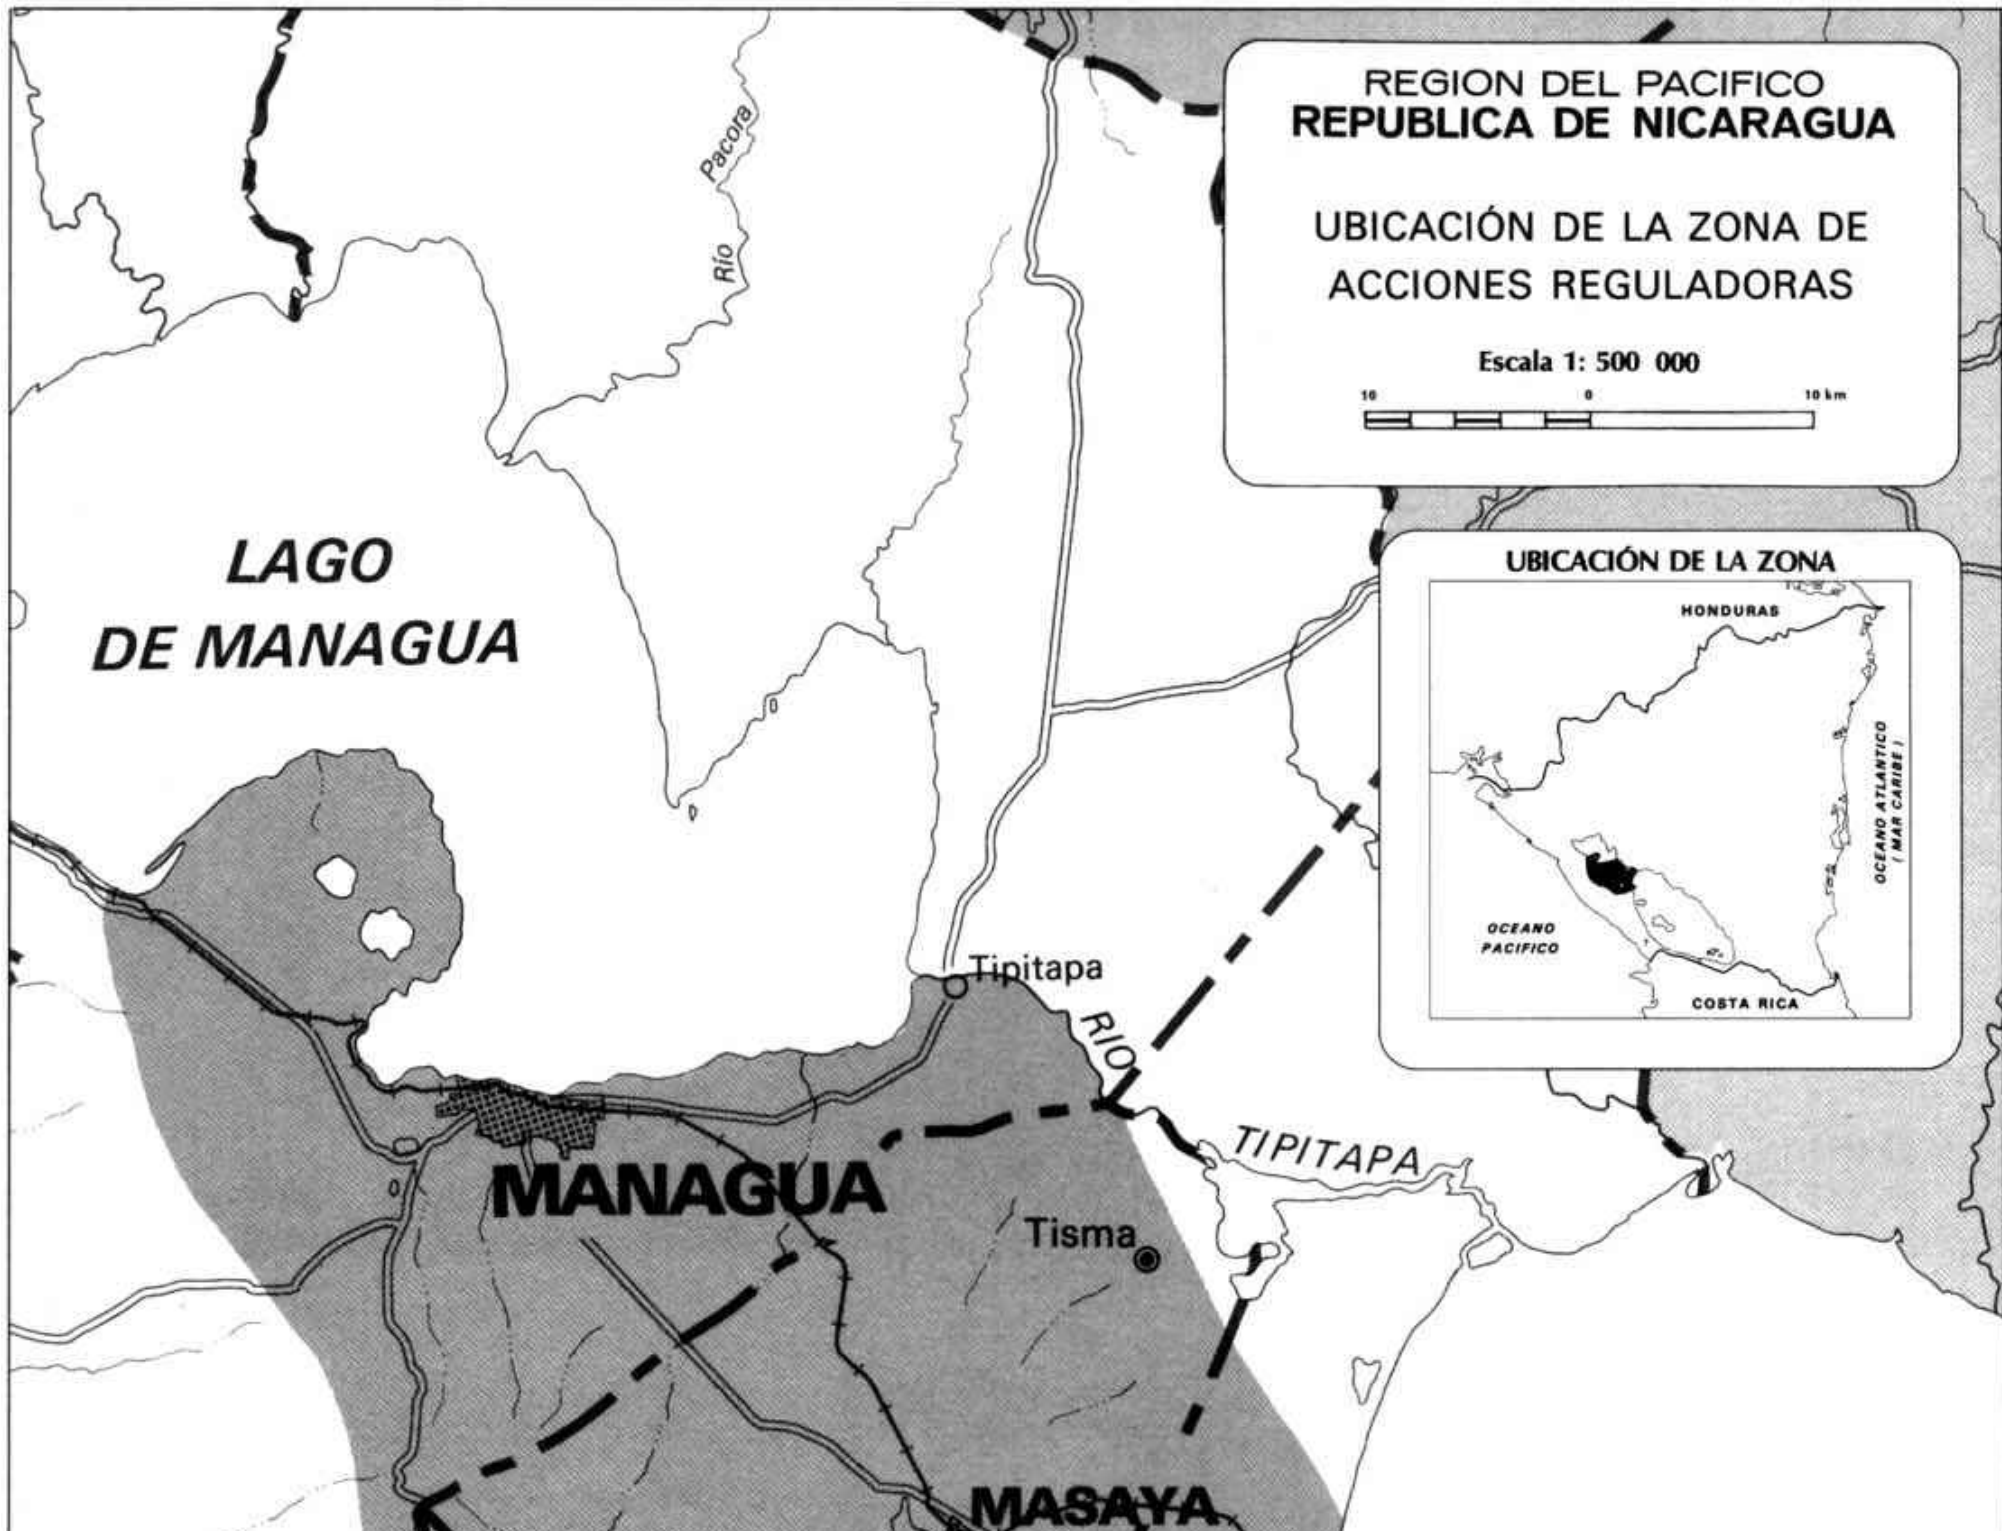 REGION DEL PACIFICO
REPUBLICA DE NICARAGUA
UBICACIÓN DE LA ZONA DE
ACCIONES REGULADORAS
Escala 1: 500 000
10 0 10 km
UBICACIÓN DE LA ZONA
HONDURAS
OCEANO ATLANTICO
( MAR CARIBE )
OCEANO
PACIFICO
COSTA RICA
Río Pacora
LAGO
DE MANAGUA
Tipitapa
RIO TIPITAPA
MANAGUA
Tisma
MASAYA